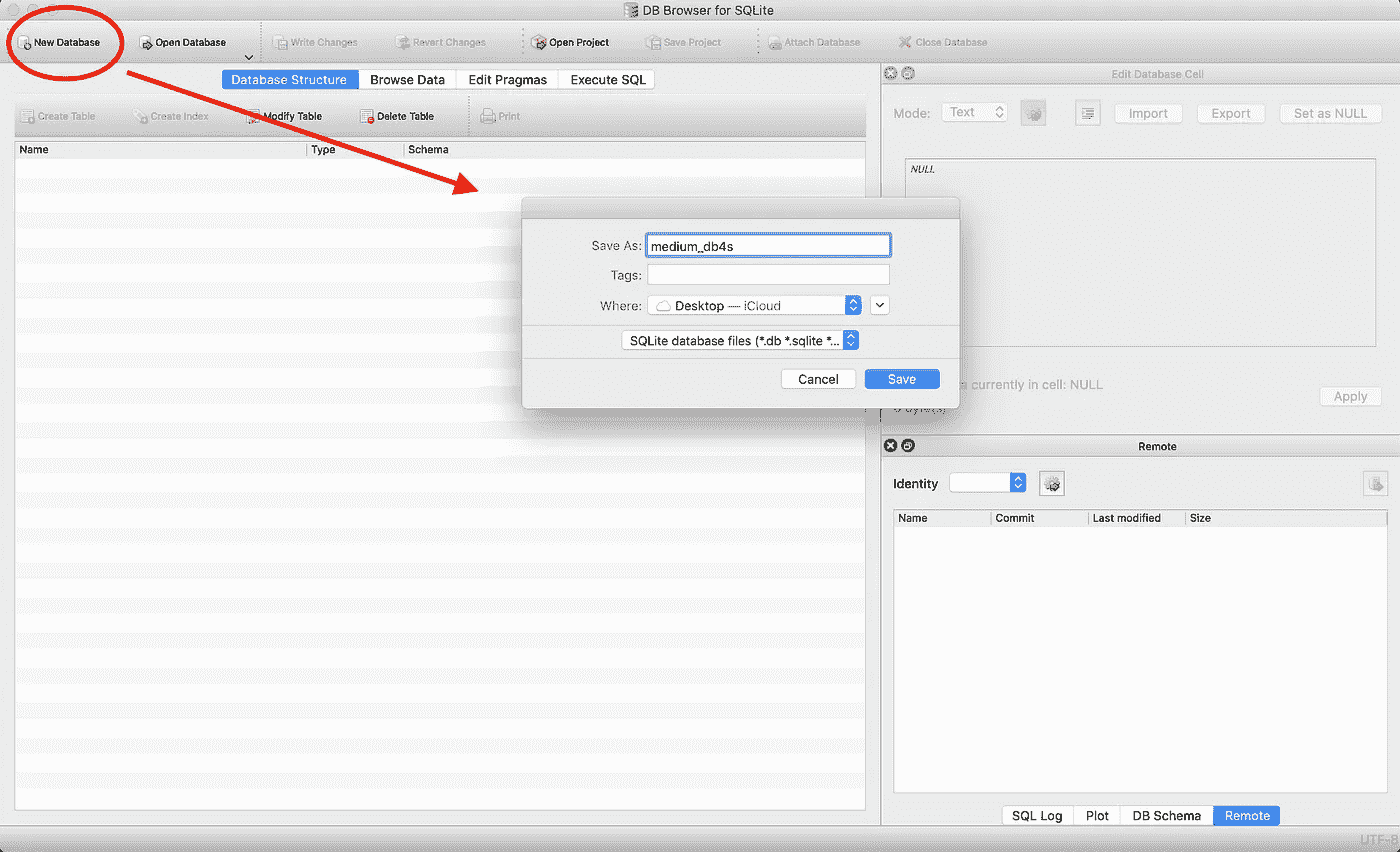 DB Browser for SQLite
New Database
Open Database
Write Changes
Revert Changes
Open Project
Save Project
Attach Database
Close Database
Database Structure
Browse Data
Edit Pragmas
Execute SQL
Create Table
Create Index
Modify Table
Delete Table
Print
Name
Type
Schema
Save As:
medium_db4s
Tags:
Where:
Desktop — iCloud
SQLite database files (*.db *.sqlite *...
Cancel
Save
Edit Database Cell
Mode:
Text
Import
Export
Set as NULL
NULL
currently in cell: NULL
Apply
Remote
Identity
Name
Commit
Last modified
Size
SQL Log
Plot
DB Schema
Remote
UTF-8